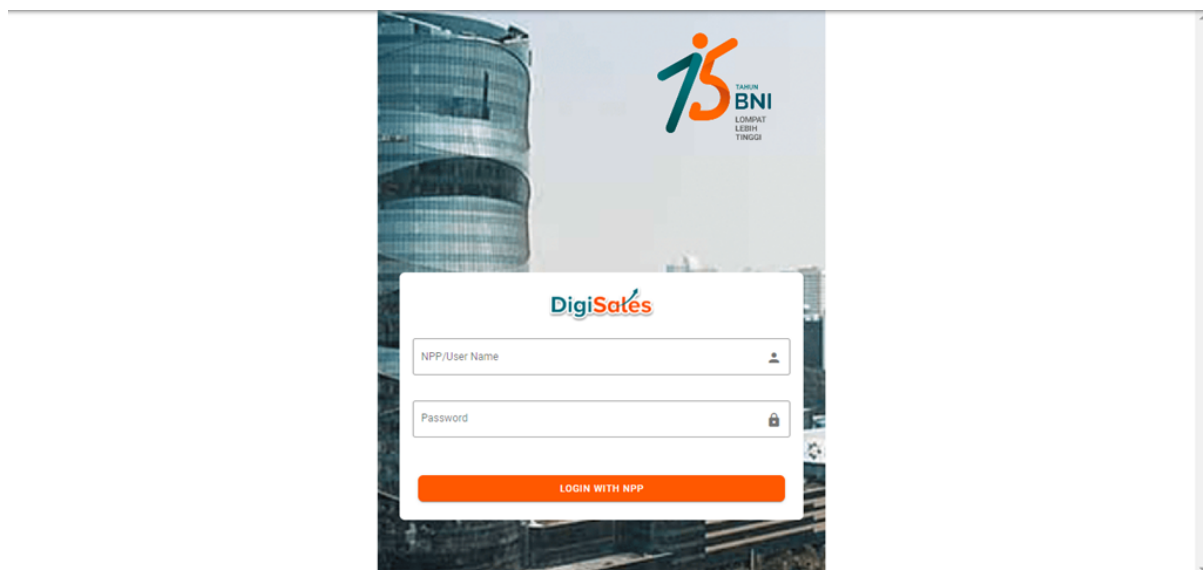 75
TAHUN
BNI
LOMPAT
LEBIH
TINGGI
DigiSales
NPP/User Name
Password
LOGIN WITH NPP